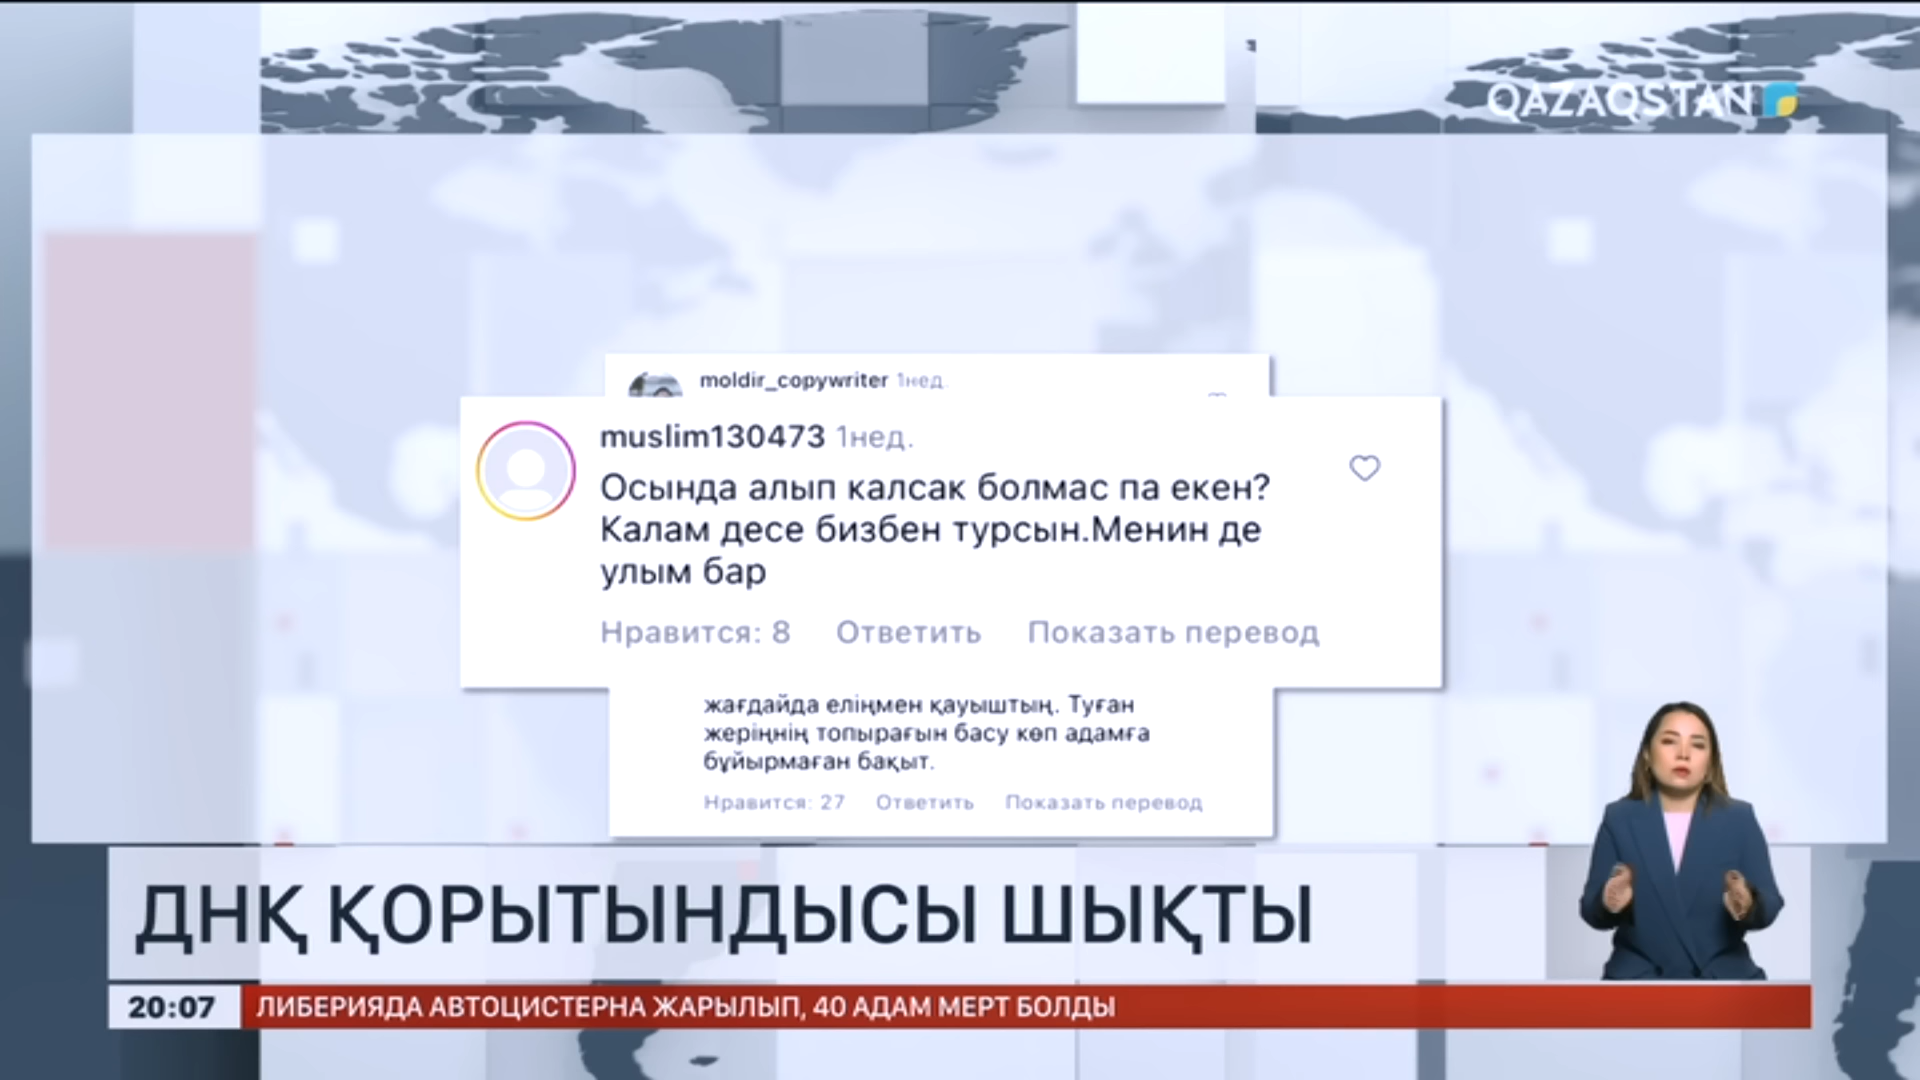 QAZAQSTAN
moldir_copywriter 1нед.
muslim130473 1нед.
Осында алып калсак болмас па екен?
Калам десе бизбен турсын.Менин де
улым бар
Нравится: 8 Ответить Показать перевод
жағдайда еліңмен қауыштың. Туған
жеріңнің топырағын басу көп адамға
бұйырмаған бақыт.
Нравится: 27 Ответить Показать перевод
ДНҚ ҚОРЫТЫНДЫСЫ ШЫҚТЫ
20:07 ЛИБЕРИЯДА АВТОЦИСТЕРНА ЖАРЫЛЫП, 40 АДАМ МЕРТ БОЛДЫ